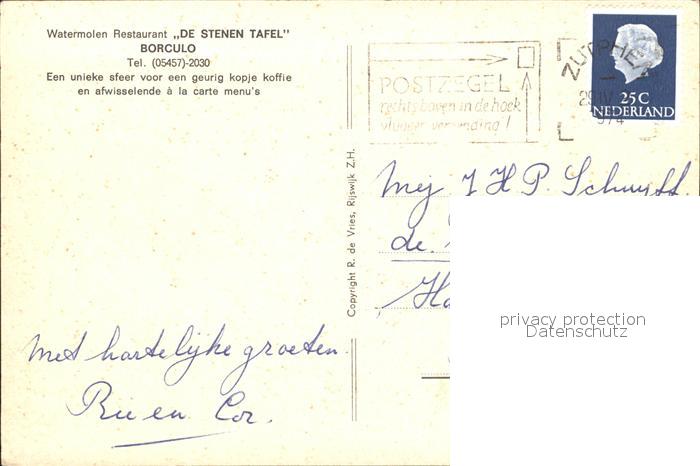 Watermolen Restaurant „DE STENEN TAFEL"
BORCULO
Tel. (05457)-2030
Een unieke sfeer voor een geurig kopje koffie
en afwisselende à la carte menu's
POSTZEGEL
rechts boven in de hoek
vlugger verzending!
ZUTPHEN
25C
NEDERLAND
Copyright R. de Vries, Rijswijk Z.H.
Mej J H P. Schmidt.
de.
Ha
privacy protection
Datenschutz
Met hartelijke groeten
Rie en Cor.